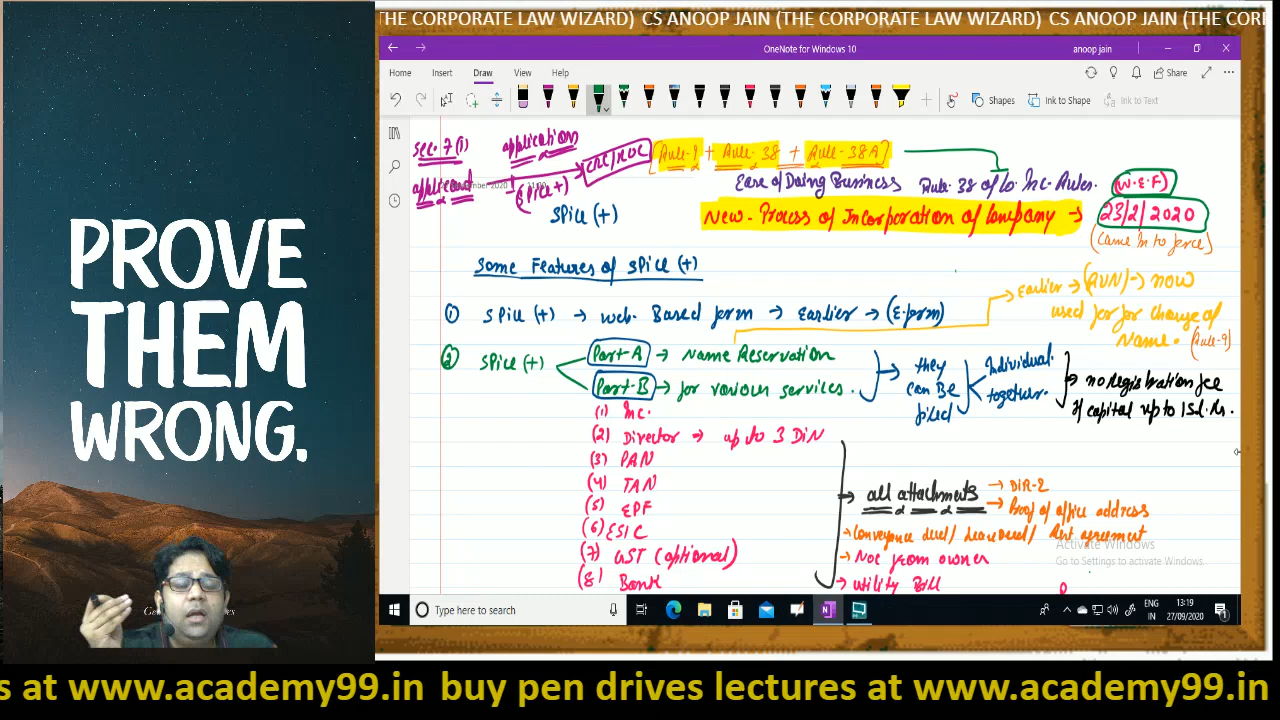 THE CORPORATE LAW WIZARD) CS ANOOP JAIN (THE CORPORATE LAW WIZARD) CS ANOOP JAIN (THE CORI
OneNote for Windows 10
anoop jain
Home Insert Draw View Help
Share
Shapes
Ink to Shape
Ink to Text
Sec. 7(1)
application
CRC/ROC
[Rule-9 + Rule-38 + Rule-38A]
applicant
(Spice+)
Ease of Doing Business
Rule 38 of Co. Inc. Rules.
(W.E.F)
Spice (+)
New-Process of Incorporation of Company →
23/2/2020
(Came into force)
Some Features of Spice (+)
Earlier → (RUN) → now
used for for Change of
Name. (Rule-9)
① Spice (+) → web-Based form → Earlier → (E-form)
② Spice (+)
Part-A → Name Reservation
Part-B → for various services.
→ they
can Be
filed
Individual.
together.
→ no Registration fee
if capital up to 15L Rs.
(1) Inc.
(2) Director → up to 3 DIN
(3) PAN
(4) TAN
(5) EPF
(6) ESIC
(7) GST (optional)
(8) Bank
→ all attachments
→ DIR-2
→ Proof of office address
→ Conveyance deed/ Lease Deed/ Rent agreement
→ Noc from owner
→ utility Bill
Activate Windows
Go to Settings to activate Windows.
PROVE
THEM
WRONG.
Type here to search
ENG
IN
13:19
27/09/2020
s at www.academy99.in buy pen drives lectures at www.academy99.in